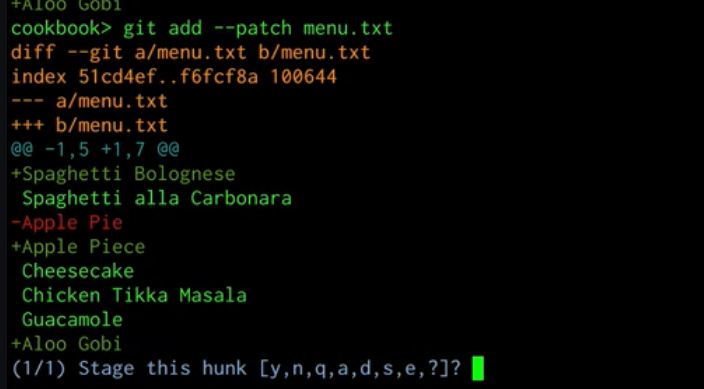 +Aloo Gobi
cookbook> git add --patch menu.txt
diff --git a/menu.txt b/menu.txt
index 51cd4ef..f6fcf8a 100644
--- a/menu.txt
+++ b/menu.txt
@@ -1,5 +1,7 @@
+Spaghetti Bolognese
 Spaghetti alla Carbonara
-Apple Pie
+Apple Piece
 Cheesecake
 Chicken Tikka Masala
 Guacamole
+Aloo Gobi
(1/1) Stage this hunk [y,n,q,a,d,s,e,?]?